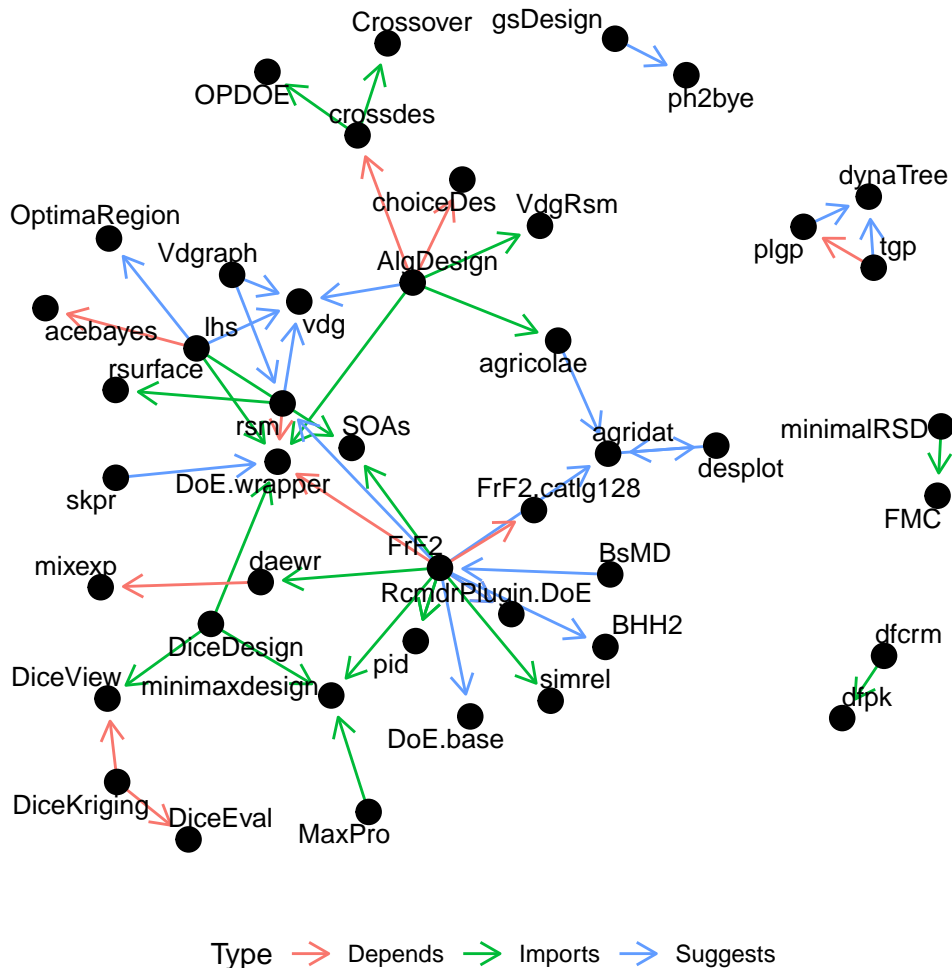 Crossover
gsDesign
OPDOE
ph2bye
crossdes
dynaTree
choiceDes
VdgRsm
OptimaRegion
Vdgraph
plgp
tgp
AlgDesign
acebayes
lhs
vdg
rsurface
agricolae
rsm
SOAs
agridat
minimalRSD
desplot
DoE.wrapper
skpr
FrF2.catlg128
FMC
FrF2
BsMD
mixexp
daewr
RcmdrPlugin.DoE
BHH2
dfcrm
DiceDesign
pid
DiceView
minimaxdesign
simrel
dfpk
DoE.base
DiceKriging
DiceEval
MaxPro
Type Depends Imports Suggests